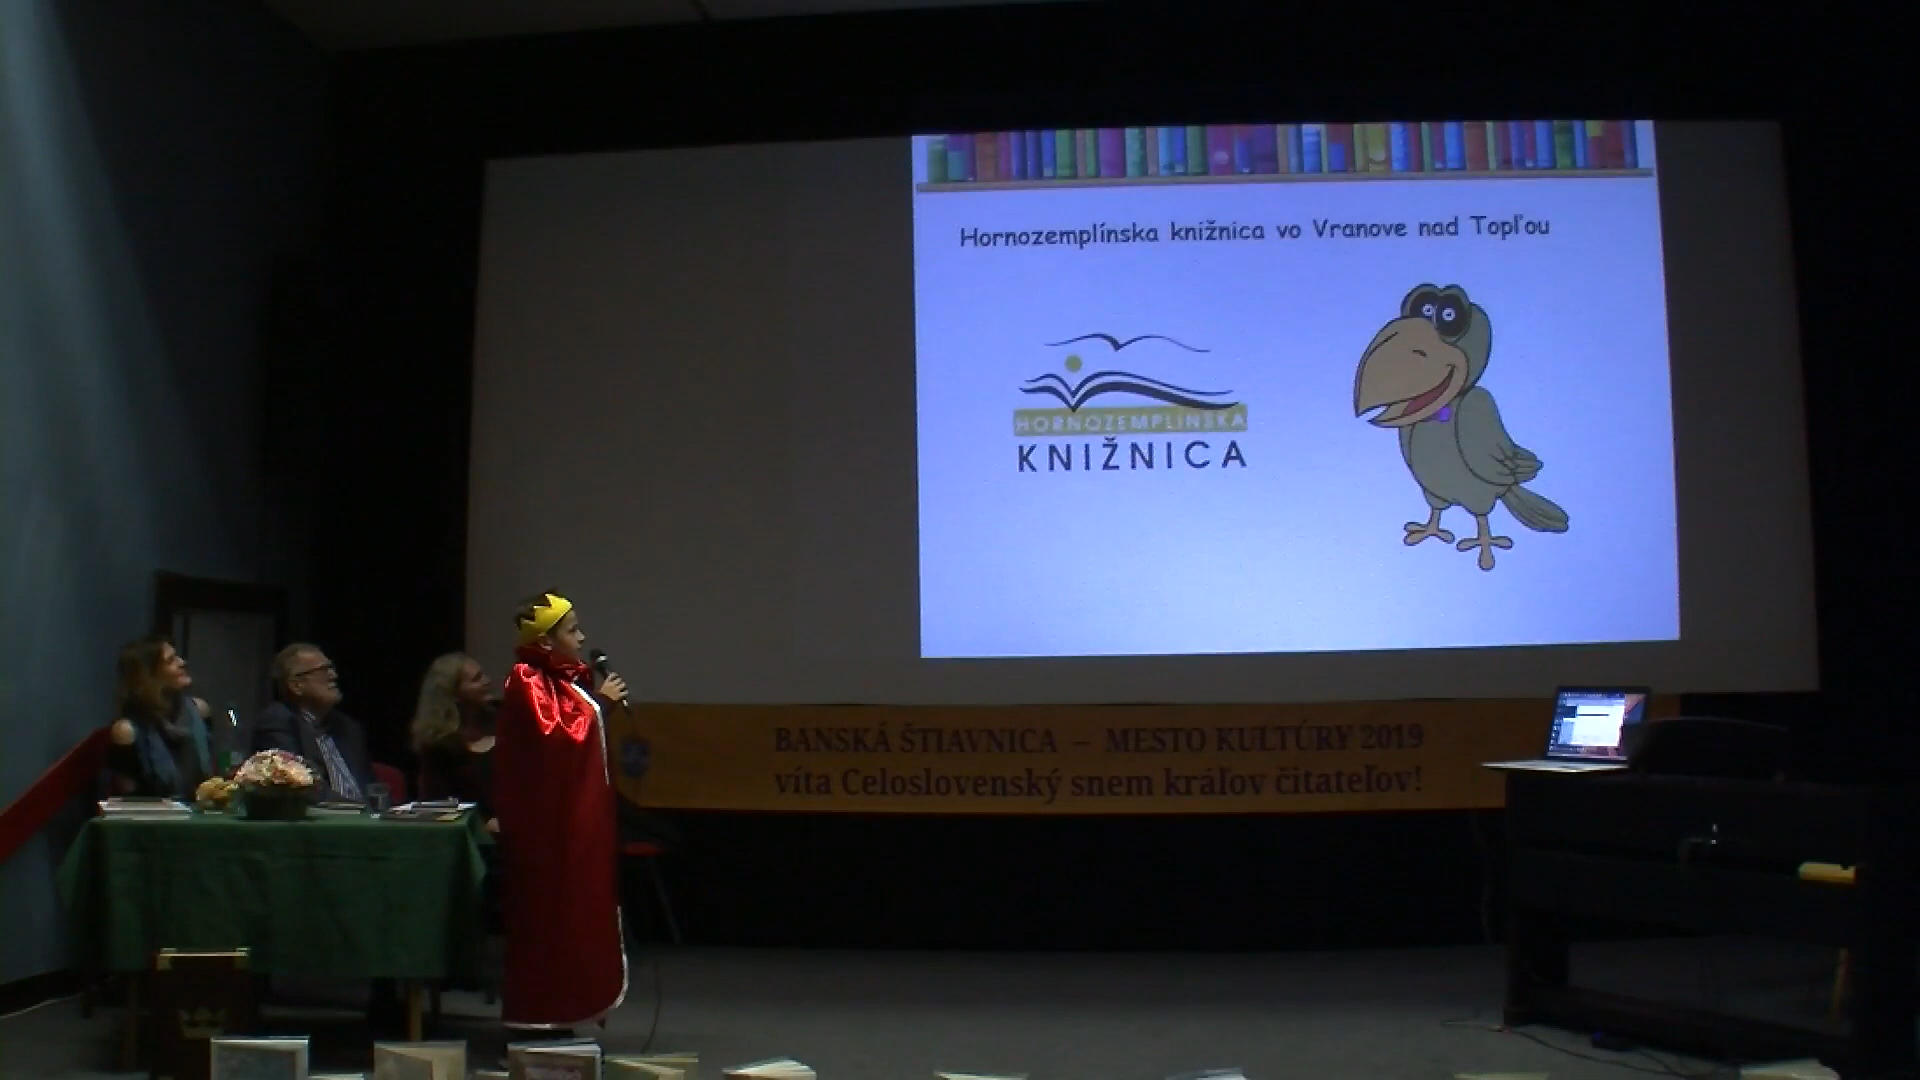 Hornozemplínska knižnica vo Vranove nad Topľou
HORNOZEMPLÍNSKA
KNIŽNICA
BANSKÁ ŠTIAVNICA – MESTO KULTÚRY 2019
víta Celoslovenský snem kráľov čitateľov!